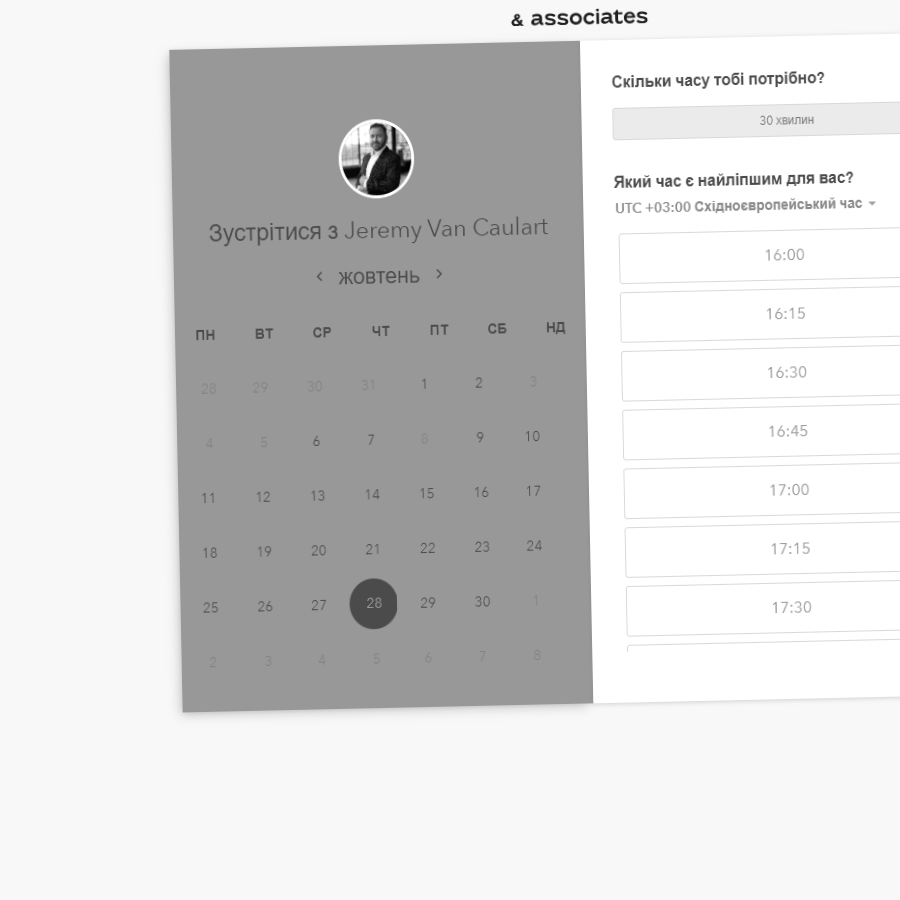 & associates
Зустрітися з Jeremy Van Caulart
жовтень
ПН ВТ СР ЧТ ПТ СБ НД
28 29 30 31 1 2 3
4 5 6 7 8 9 10
11 12 13 14 15 16 17
18 19 20 21 22 23 24
25 26 27 28 29 30 1
2 3 4 5 6 7 8
Скільки часу тобі потрібно?
30 хвилин
Який час є найліпшим для вас?
UTC +03:00 Східноєвропейський час
16:00
16:15
16:30
16:45
17:00
17:15
17:30